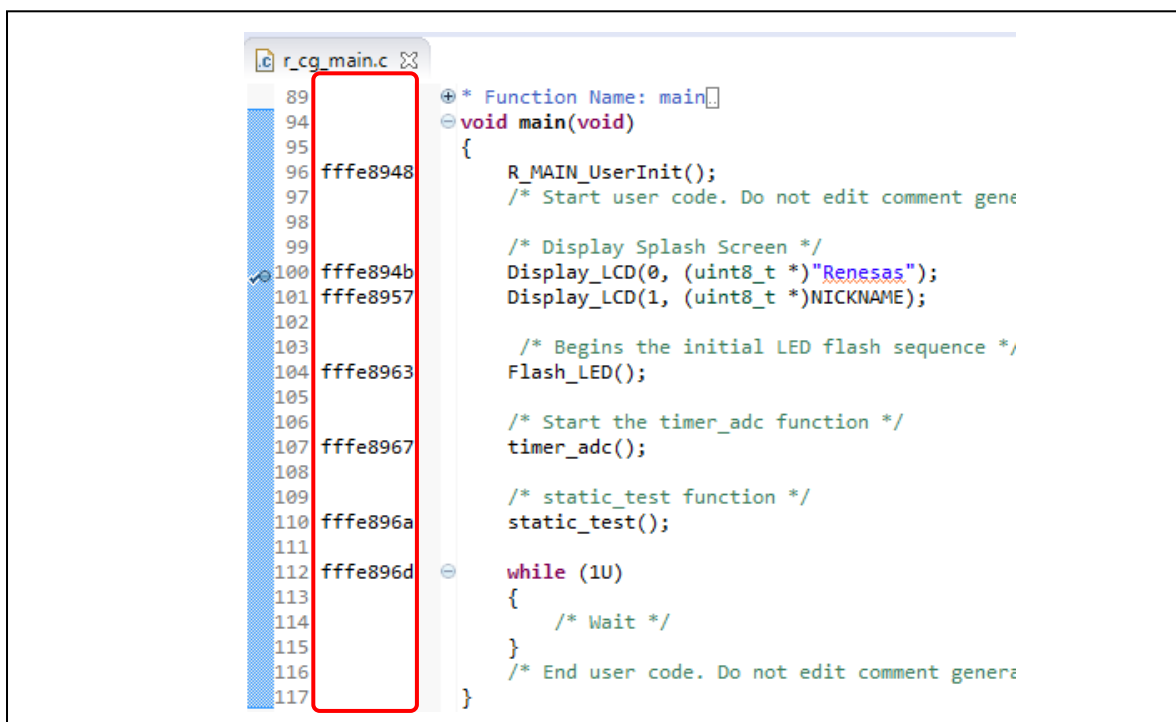 r_cg_main.c
89 * Function Name: main..
94 void main(void)
95 {
96 fffe8948 R_MAIN_UserInit();
97 /* Start user code. Do not edit comment gene
98
99 /* Display Splash Screen */
100 fffe894b Display_LCD(0, (uint8_t *)"Renesas");
101 fffe8957 Display_LCD(1, (uint8_t *)NICKNAME);
102
103 /* Begins the initial LED flash sequence */
104 fffe8963 Flash_LED();
105
106 /* Start the timer_adc function */
107 fffe8967 timer_adc();
108
109 /* static_test function */
110 fffe896a static_test();
111
112 fffe896d while (1U)
113 {
114 /* Wait */
115 }
116 /* End user code. Do not edit comment genera
117 }